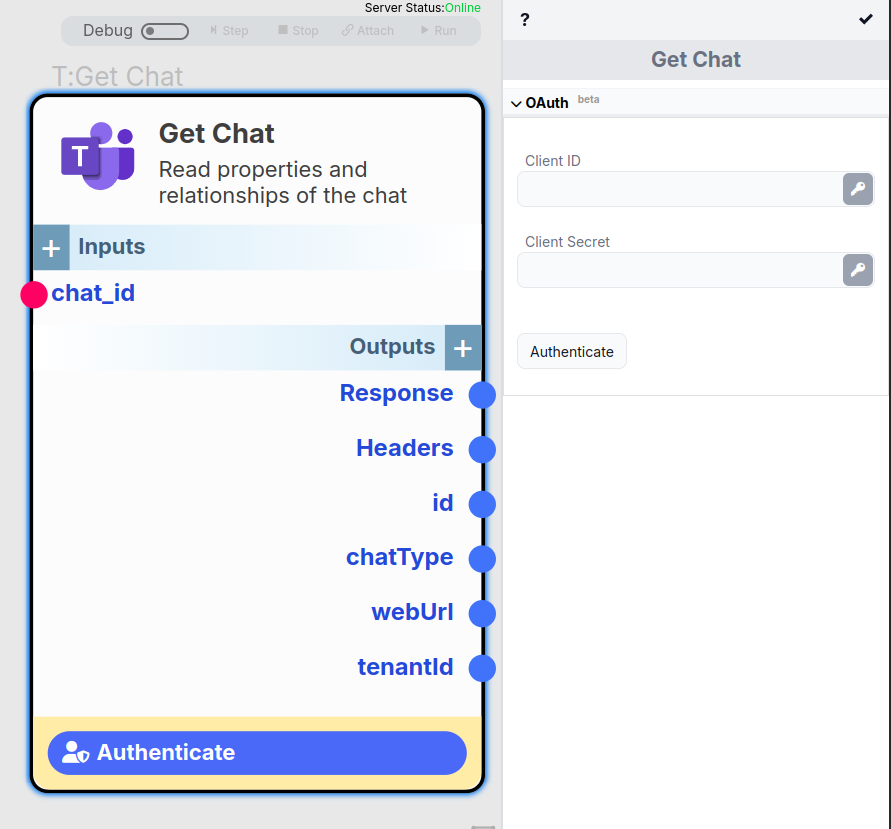 Server Status:Online
Debug
Step
Stop
Attach
Run
T:Get Chat
T
Get Chat
Read properties and
relationships of the chat
+ Inputs
chat_id
Outputs +
Response
Headers
id
chatType
webUrl
tenantId
Authenticate
?
Get Chat
OAuth beta
Client ID
Client Secret
Authenticate